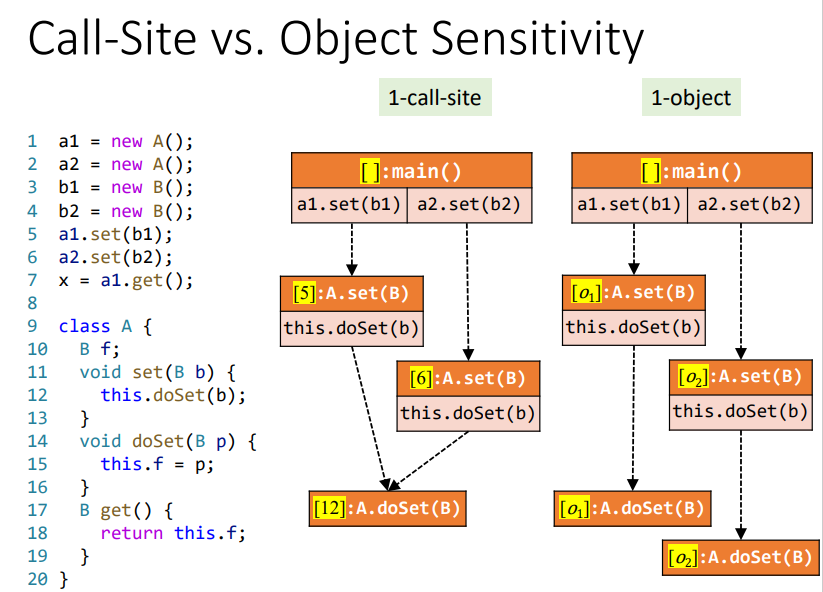 Call-Site vs. Object Sensitivity
1 a1 = new A();
2 a2 = new A();
3 b1 = new B();
4 b2 = new B();
5 a1.set(b1);
6 a2.set(b2);
7 x = a1.get();
8
9 class A {
10   B f;
11   void set(B b) {
12     this.doSet(b);
13   }
14   void doSet(B p) {
15     this.f = p;
16   }
17   B get() {
18     return this.f;
19   }
20 }
1-call-site
[ ]:main()
a1.set(b1) a2.set(b2)
[5]:A.set(B)
this.doSet(b)
[6]:A.set(B)
this.doSet(b)
[12]:A.doSet(B)
1-object
[ ]:main()
a1.set(b1) a2.set(b2)
[o₁]:A.set(B)
this.doSet(b)
[o₂]:A.set(B)
this.doSet(b)
[o₁]:A.doSet(B)
[o₂]:A.doSet(B)